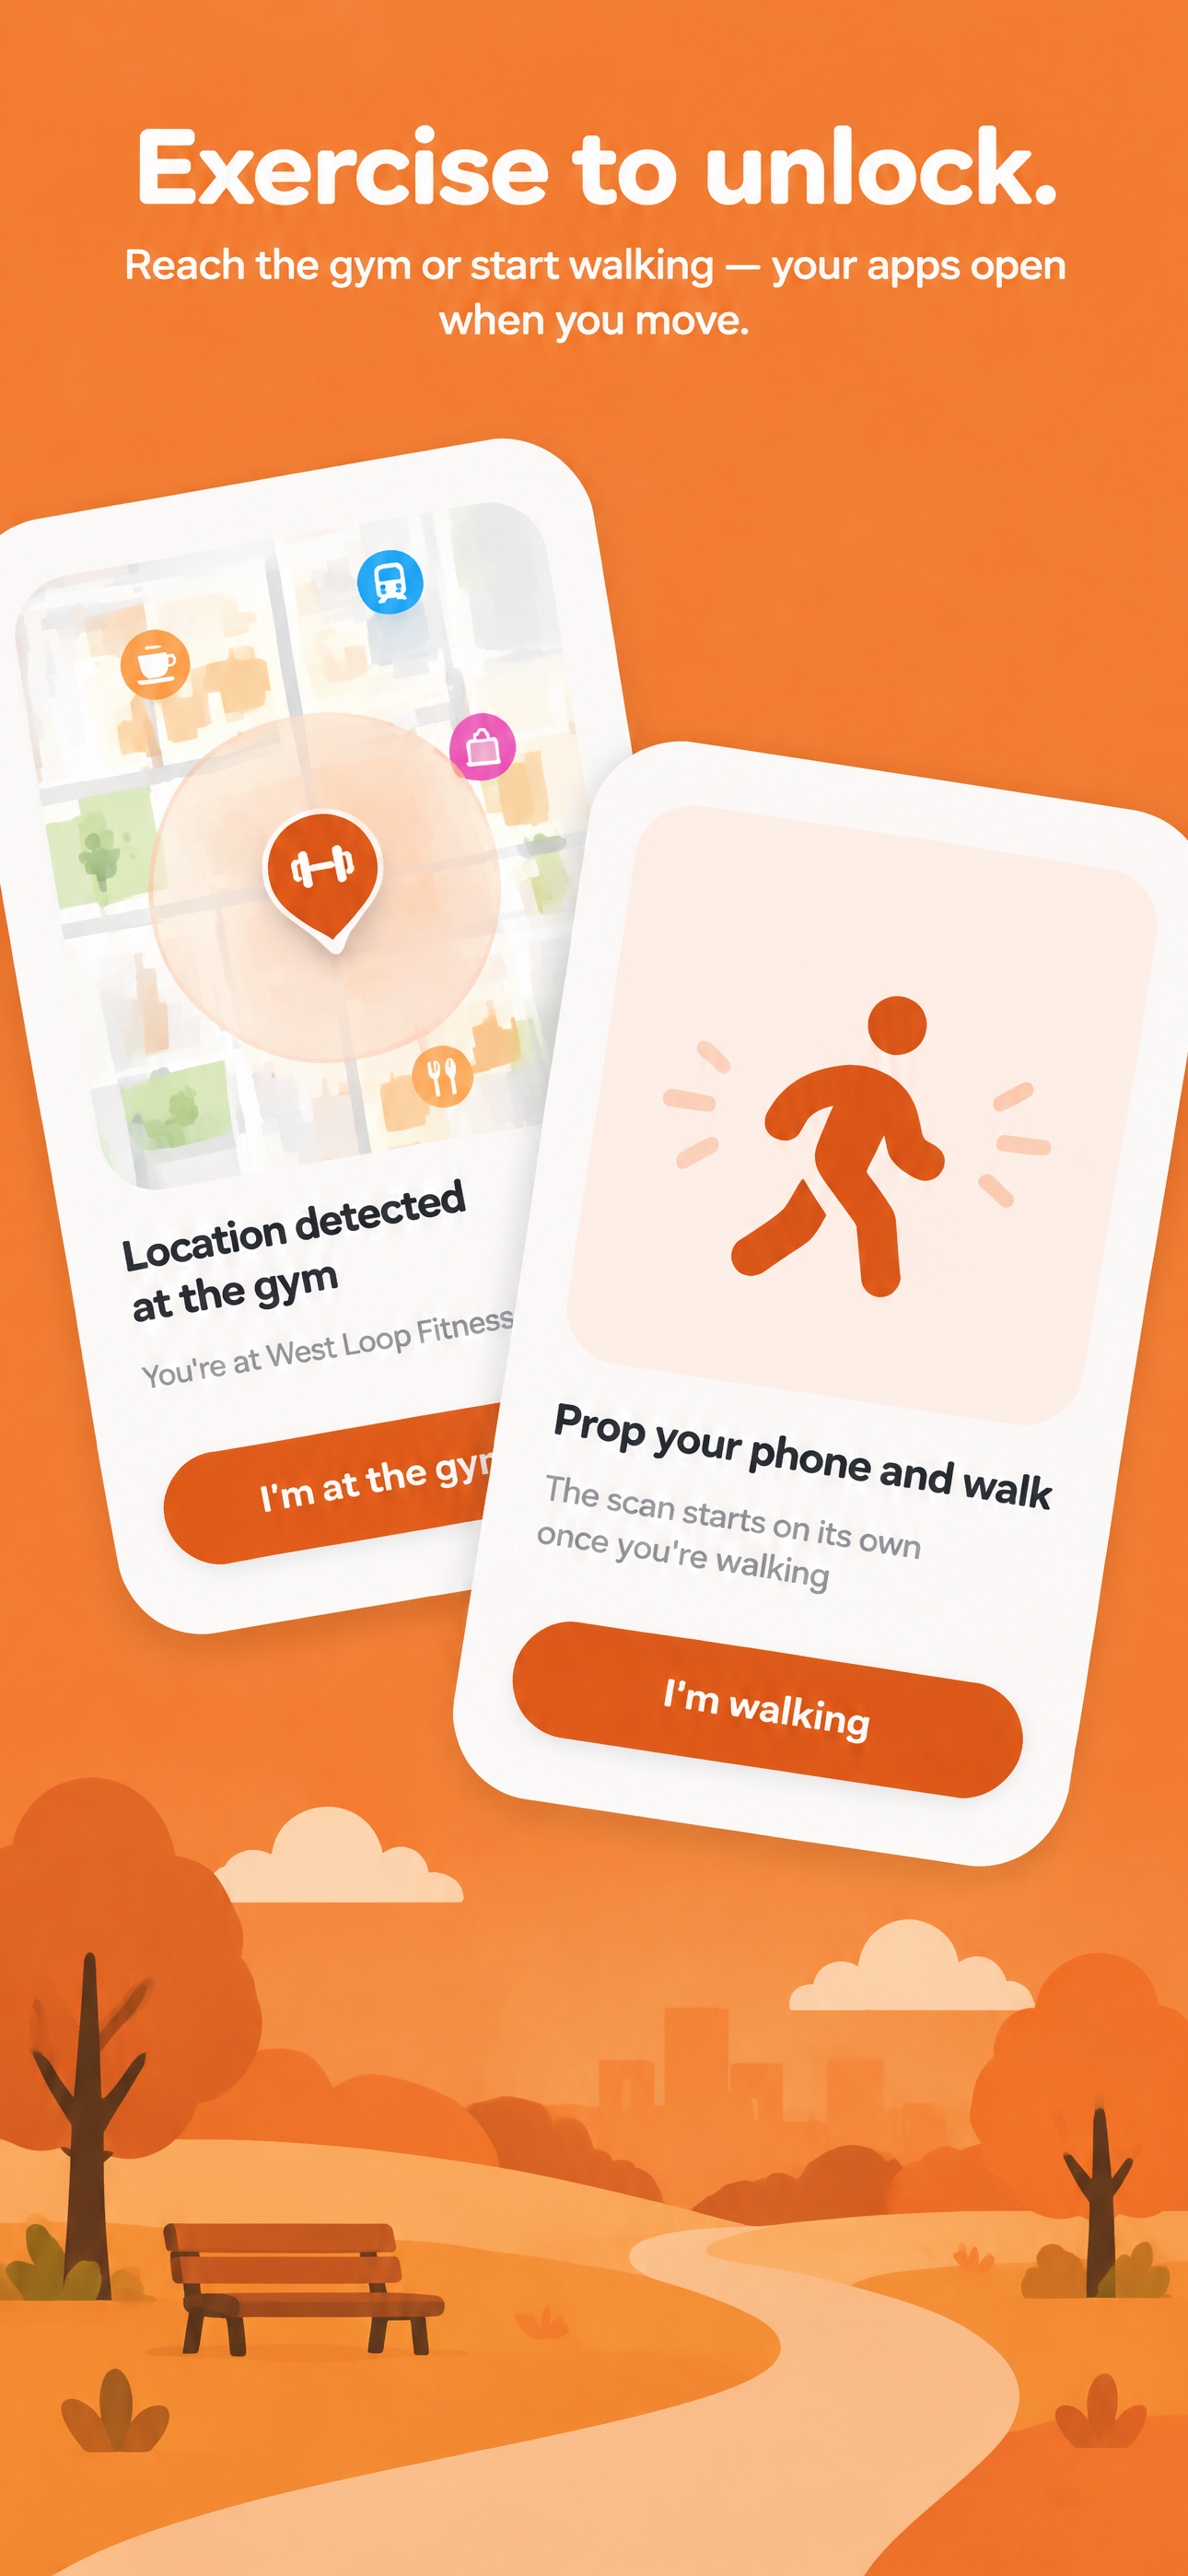 Exercise to unlock.
Reach the gym or start walking — your apps open
when you move.
Location detected
at the gym
You're at West Loop Fitness
I'm at the gym
Prop your phone and walk
The scan starts on its own
once you're walking
I'm walking